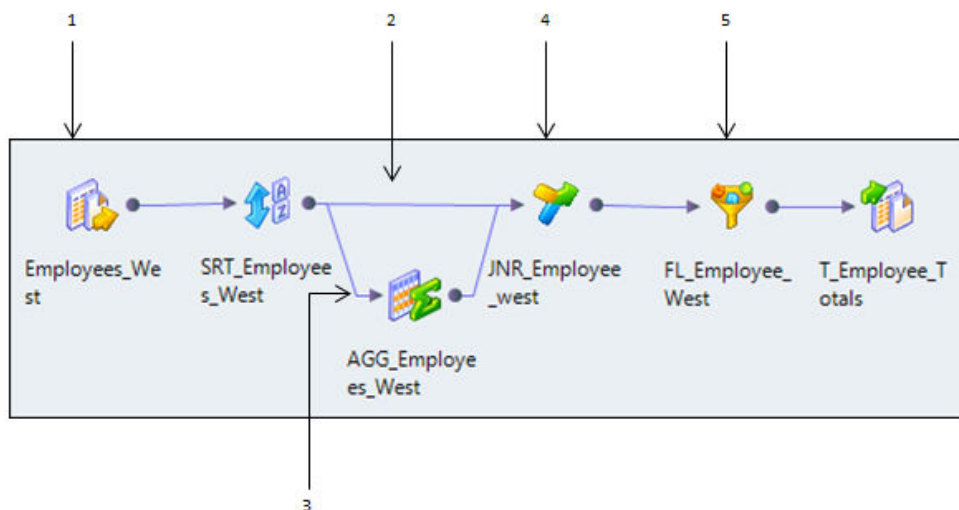 1
2
4
5
Employees_We
st
SRT_Employee
s_West
A
Z
JNR_Employee
_west
FL_Employee_
West
T_Employee_T
otals
AGG_Employe
es_West
3